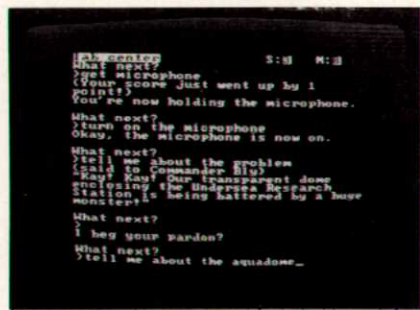 Lab center S:3 M:3
What next?
>get microphone
(Your score just went up by 1
point!)
You're now holding the microphone.
What next?
>turn on the microphone
Okay, the microphone is now on.
What next?
>tell me about the problem
(said to Commander Bly)
"Kay! Kay! Our transparent dome
enclosing the Undersea Research
Station is being battered by a huge
monster!"
What next?
>
I beg your pardon?
What next?
>tell me about the aquadome_